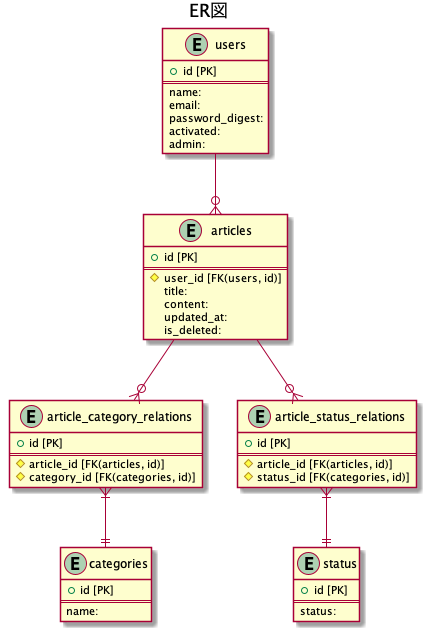 ER図
E users
id [PK]
name:
email:
password_digest:
activated:
admin:
E articles
id [PK]
user_id [FK(users, id)]
title:
content:
updated_at:
is_deleted:
E article_category_relations
id [PK]
article_id [FK(articles, id)]
category_id [FK(categories, id)]
E article_status_relations
id [PK]
article_id [FK(articles, id)]
status_id [FK(categories, id)]
E categories
id [PK]
name:
E status
id [PK]
status: